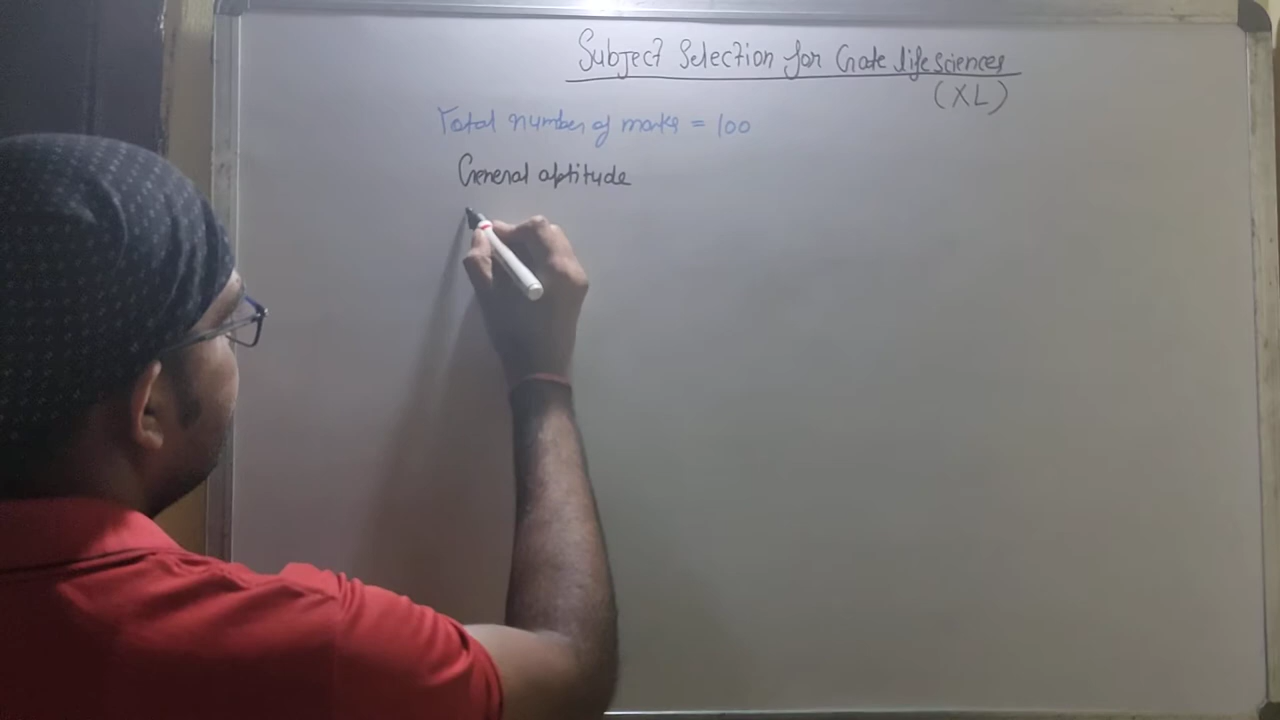 Subject Selection for Gate life sciences
(XL)
Total number of marks = 100
General aptitude